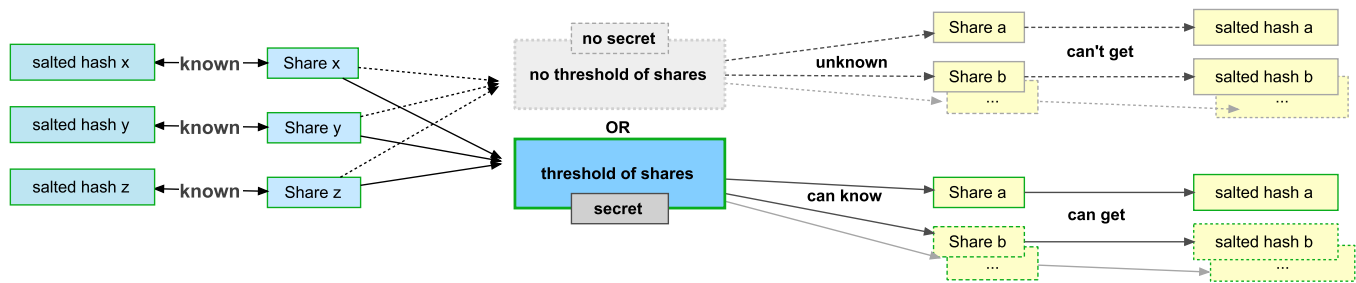 salted hash x
known
Share x
salted hash y
known
Share y
salted hash z
known
Share z
no secret
no threshold of shares
unknown
Share a
can't get
salted hash a
Share b
salted hash b
...
...
OR
threshold of shares
secret
can know
Share a
can get
salted hash a
Share b
salted hash b
...
...